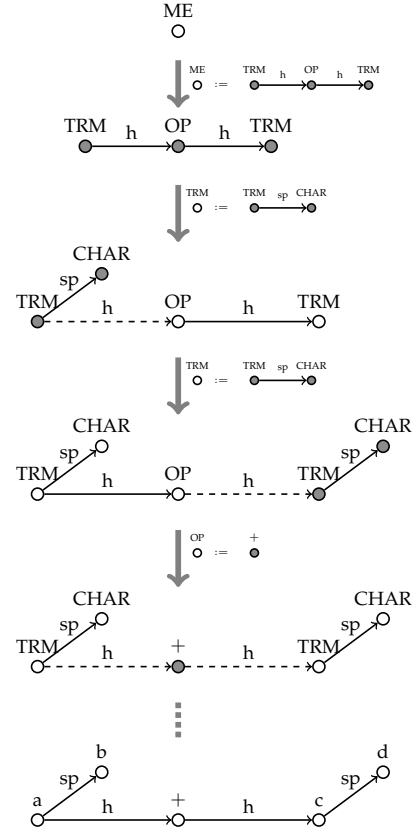 ME
ME := TRM h OP h TRM
TRM h OP h TRM
TRM := TRM sp CHAR
CHAR
sp
TRM h OP h TRM
TRM := TRM sp CHAR
CHAR CHAR
sp sp
TRM h OP h TRM
OP := +
CHAR CHAR
sp sp
TRM h + h TRM
b d
sp sp
a h + h c